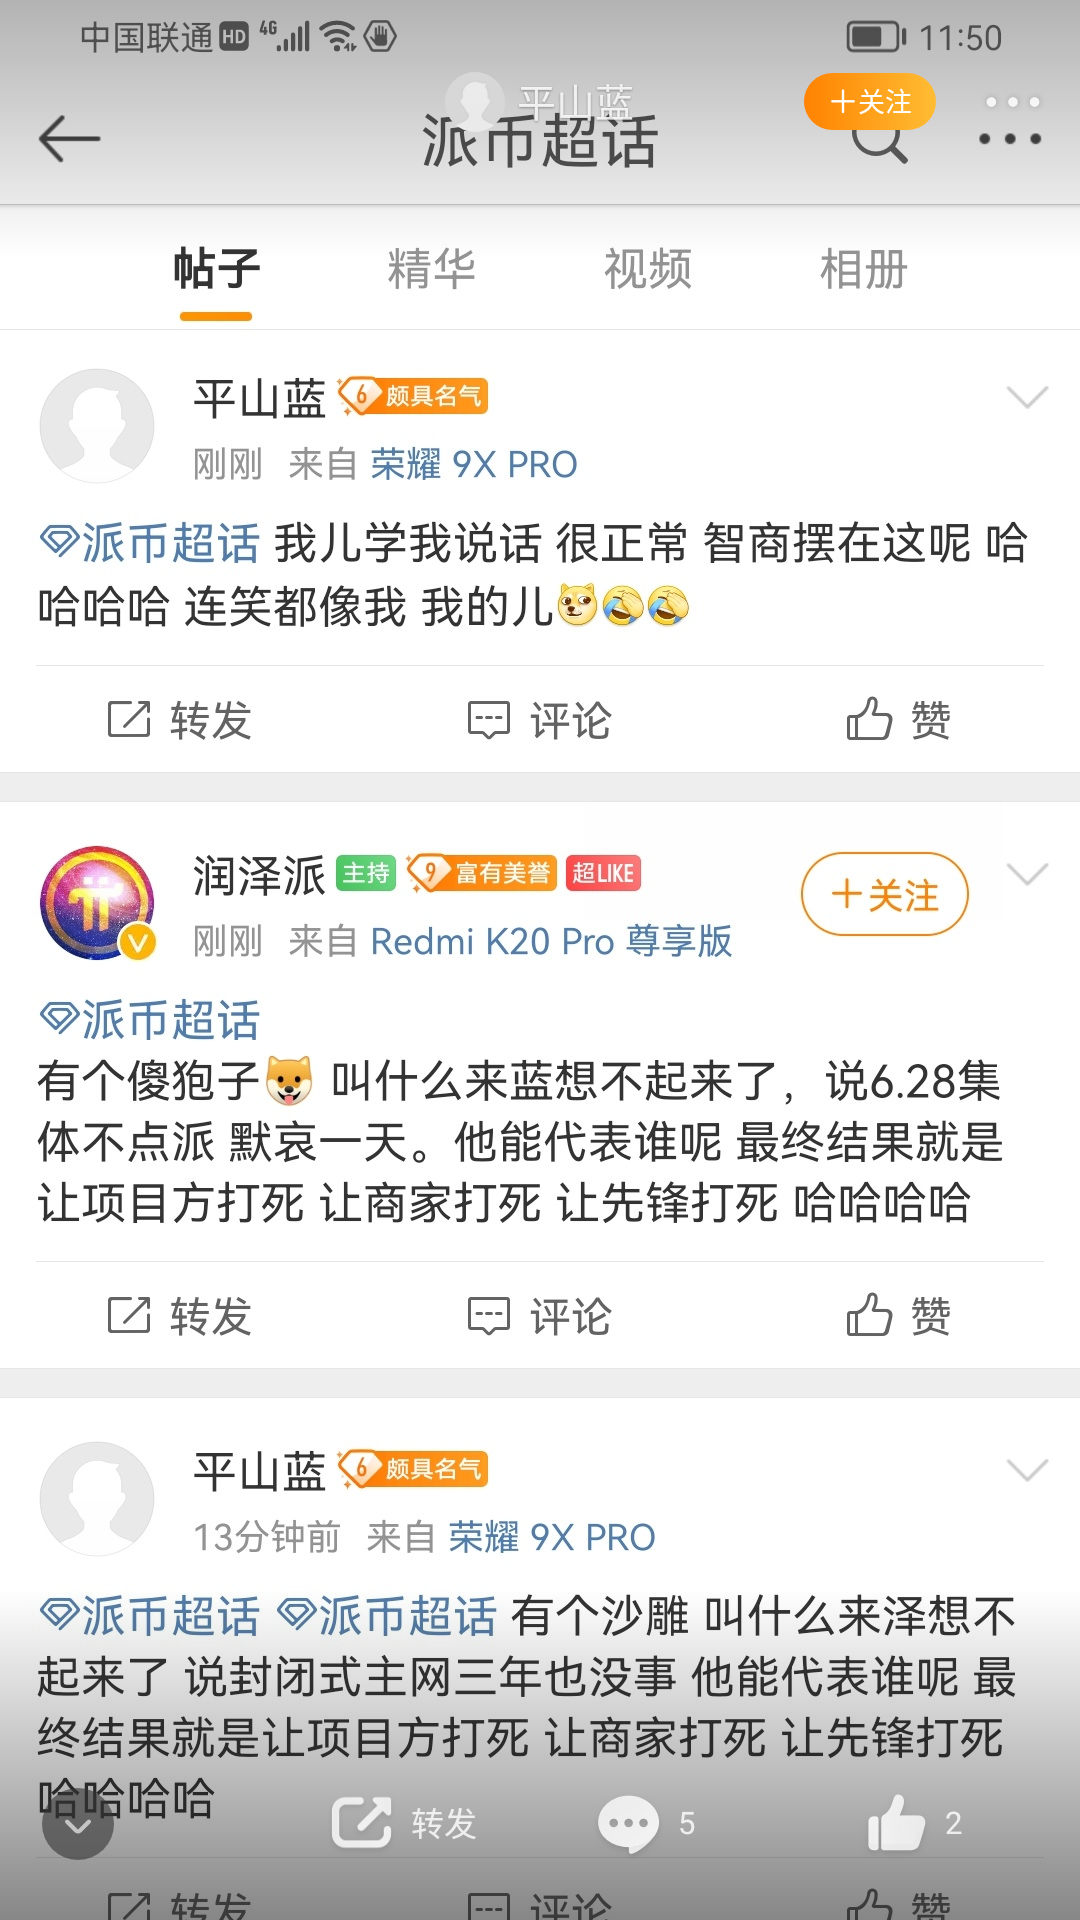 中国联通 HD 4G 11:50
平山蓝 十关注
派币超话
帖子 精华 视频 相册
平山蓝 6 颇具名气
刚刚 来自 荣耀 9X PRO
派币超话 我儿学我说话 很正常 智商摆在这呢 哈
哈哈哈 连笑都像我 我的儿
转发 评论 赞
润泽派 主持 9 富有美誉 超LIKE
十关注
刚刚 来自 Redmi K20 Pro 尊享版
派币超话
有个傻狍子 叫什么来蓝想不起来了，说6.28集
体不点派 默哀一天。他能代表谁呢 最终结果就是
让项目方打死 让商家打死 让先锋打死 哈哈哈哈
转发 评论 赞
平山蓝 6 颇具名气
13分钟前 来自 荣耀 9X PRO
派币超话 派币超话 有个沙雕 叫什么来泽想不
起来了 说封闭式主网三年也没事 他能代表谁呢 最
终结果就是让项目方打死 让商家打死 让先锋打死
哈哈哈哈
转发 5 2
转发 评论 赞